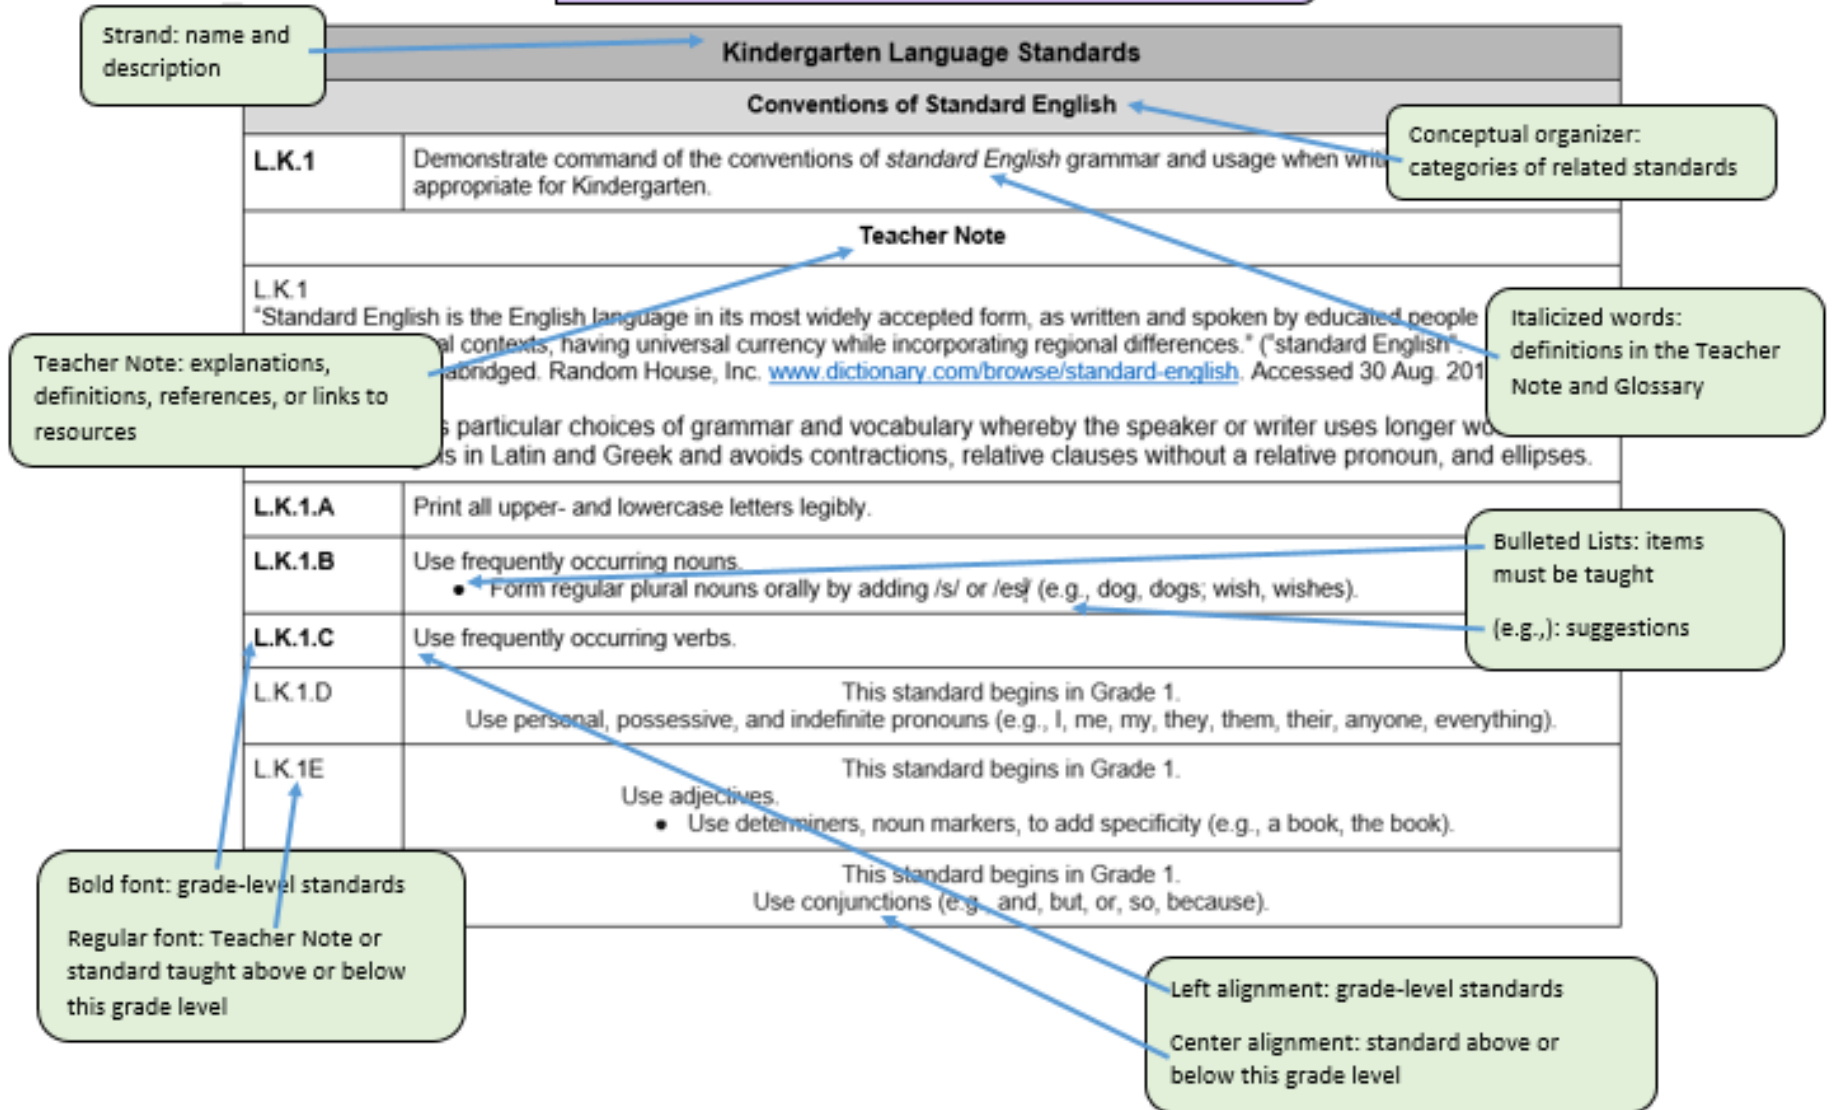 Strand: name and
description
Kindergarten Language Standards
Conventions of Standard English
Conceptual organizer:
categories of related standards
L.K.1
Demonstrate command of the conventions of standard English grammar and usage when
appropriate for Kindergarten.
Teacher Note
L.K.1
"Standard English is the English language in its most widely accepted form, as written and spoken by educated people
contexts, having universal currency while incorporating regional differences." ("standard English".
Random House, Inc. www.dictionary.com/browse/standard-english. Accessed 30 Aug.
particular choices of grammar and vocabulary whereby the speaker or writer uses longer
in Latin and Greek and avoids contractions, relative clauses without a relative pronoun, and ellipses.
Teacher Note: explanations,
definitions, references, or links to
resources
Italicized words:
definitions in the Teacher
Note and Glossary
L.K.1.A
Print all upper- and lowercase letters legibly.
L.K.1.B
Use frequently occurring nouns.
● Form regular plural nouns orally by adding /s/ or /es/ (e.g., dog, dogs; wish, wishes).
Bulleted Lists: items
must be taught
(e.g.,): suggestions
L.K.1.C
Use frequently occurring verbs.
L.K.1.D
This standard begins in Grade 1.
Use personal, possessive, and indefinite pronouns (e.g., I, me, my, they, them, their, anyone, everything).
L.K.1E
This standard begins in Grade 1.
Use adjectives.
● Use determiners, noun markers, to add specificity (e.g., a book, the book).
This standard begins in Grade 1.
Use conjunctions (e.g., and, but, or, so, because).
Bold font: grade-level standards
Regular font: Teacher Note or
standard taught above or below
this grade level
Left alignment: grade-level standards
Center alignment: standard above or
below this grade level